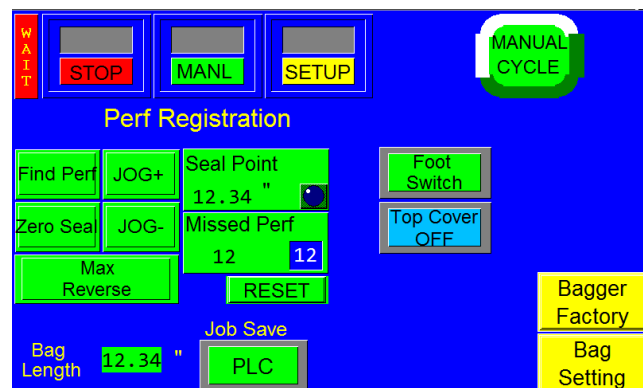 WAIT
STOP
MANL
SETUP
MANUAL
CYCLE
Perf Registration
Find Perf
JOG+
Seal Point
12.34 "
Foot
Switch
Zero Seal
JOG-
Missed Perf
12
12
Top Cover
OFF
Max
Reverse
RESET
Bagger
Factory
Job Save
Bag
Length
12.34 "
PLC
Bag
Setting